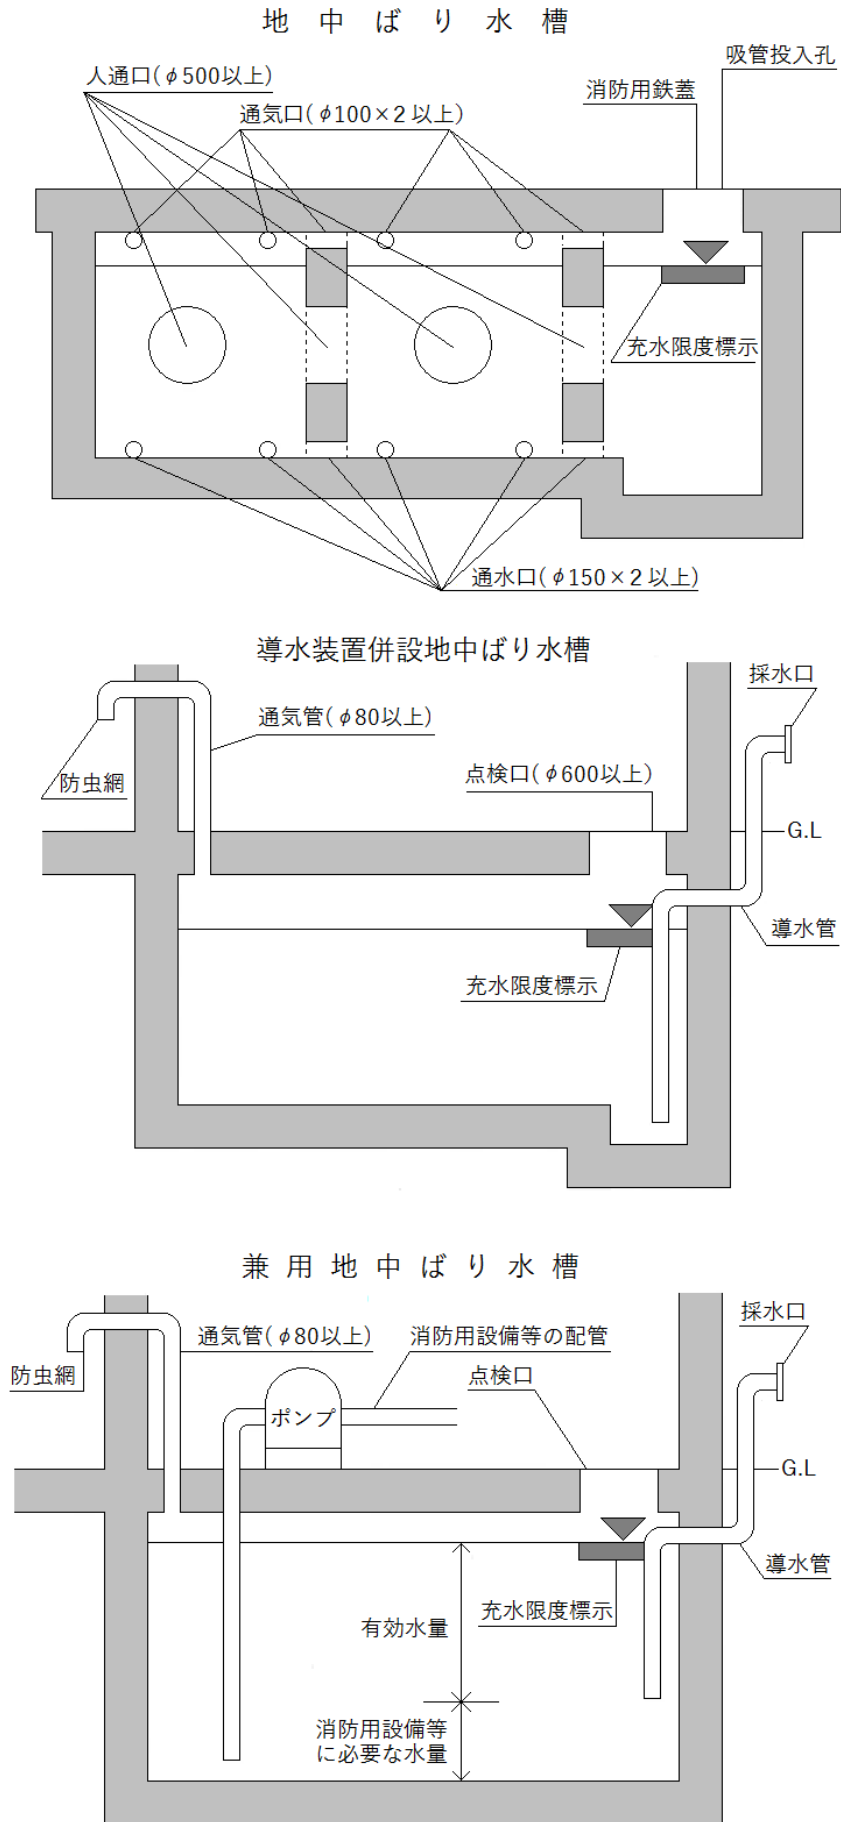 地中ばり水槽
吸管投入孔
人通口(φ500以上)
消防用鉄蓋
通気口(φ100×2以上)
充水限度標示
通水口(φ150×2以上)
導水装置併設地中ばり水槽
採水口
通気管(φ80以上)
点検口(φ600以上)
防虫網
G.L
導水管
充水限度標示
兼用地中ばり水槽
採水口
通気管(φ80以上)
消防用設備等の配管
防虫網
点検口
ポンプ
G.L
導水管
充水限度標示
有効水量
消防用設備等
に必要な水量